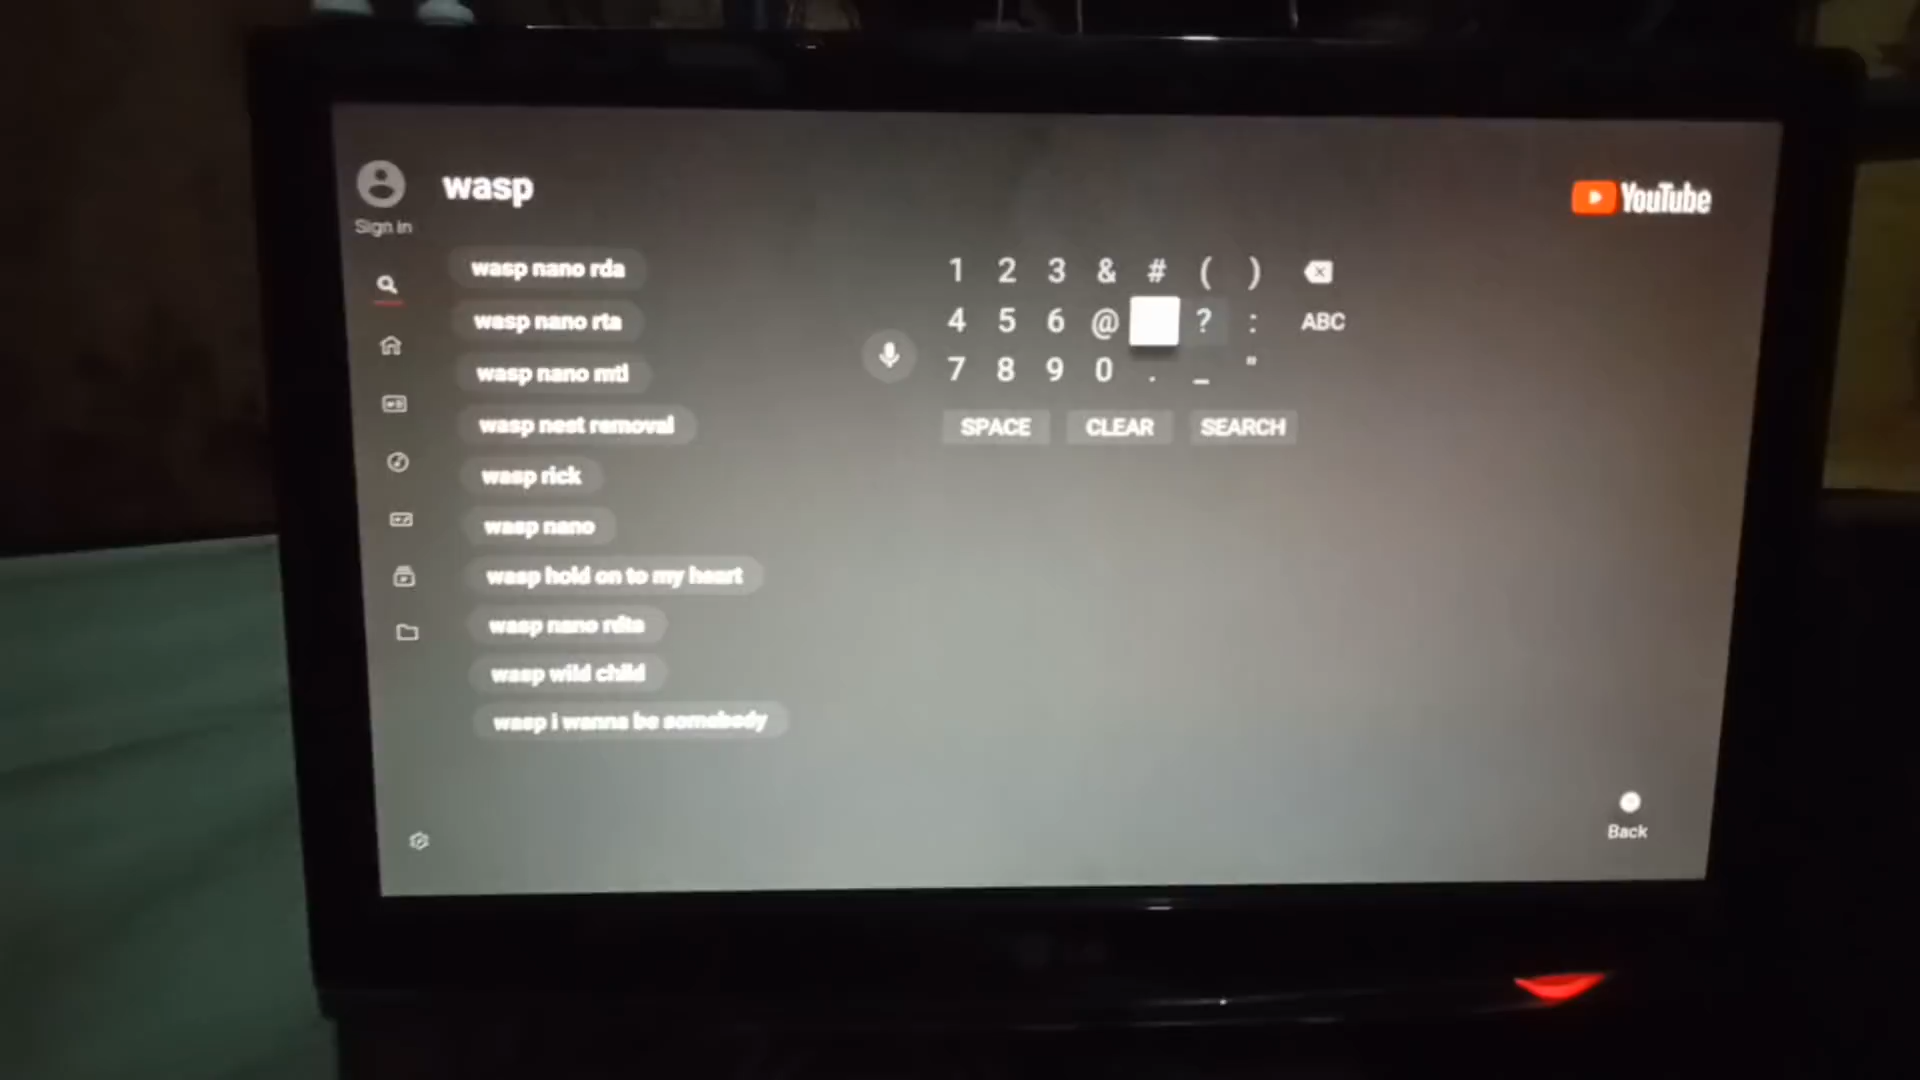 wasp
YouTube
Sign in
wasp nano rda
wasp nano rta
wasp nano mtl
wasp nest removal
wasp rick
wasp nano
wasp hold on to my heart
wasp nano rdta
wasp wild child
wasp i wanna be somebody
1 2 3 & # ( )
4 5 6 @ ? : ABC
7 8 9 0 . _ "
SPACE CLEAR SEARCH
Back